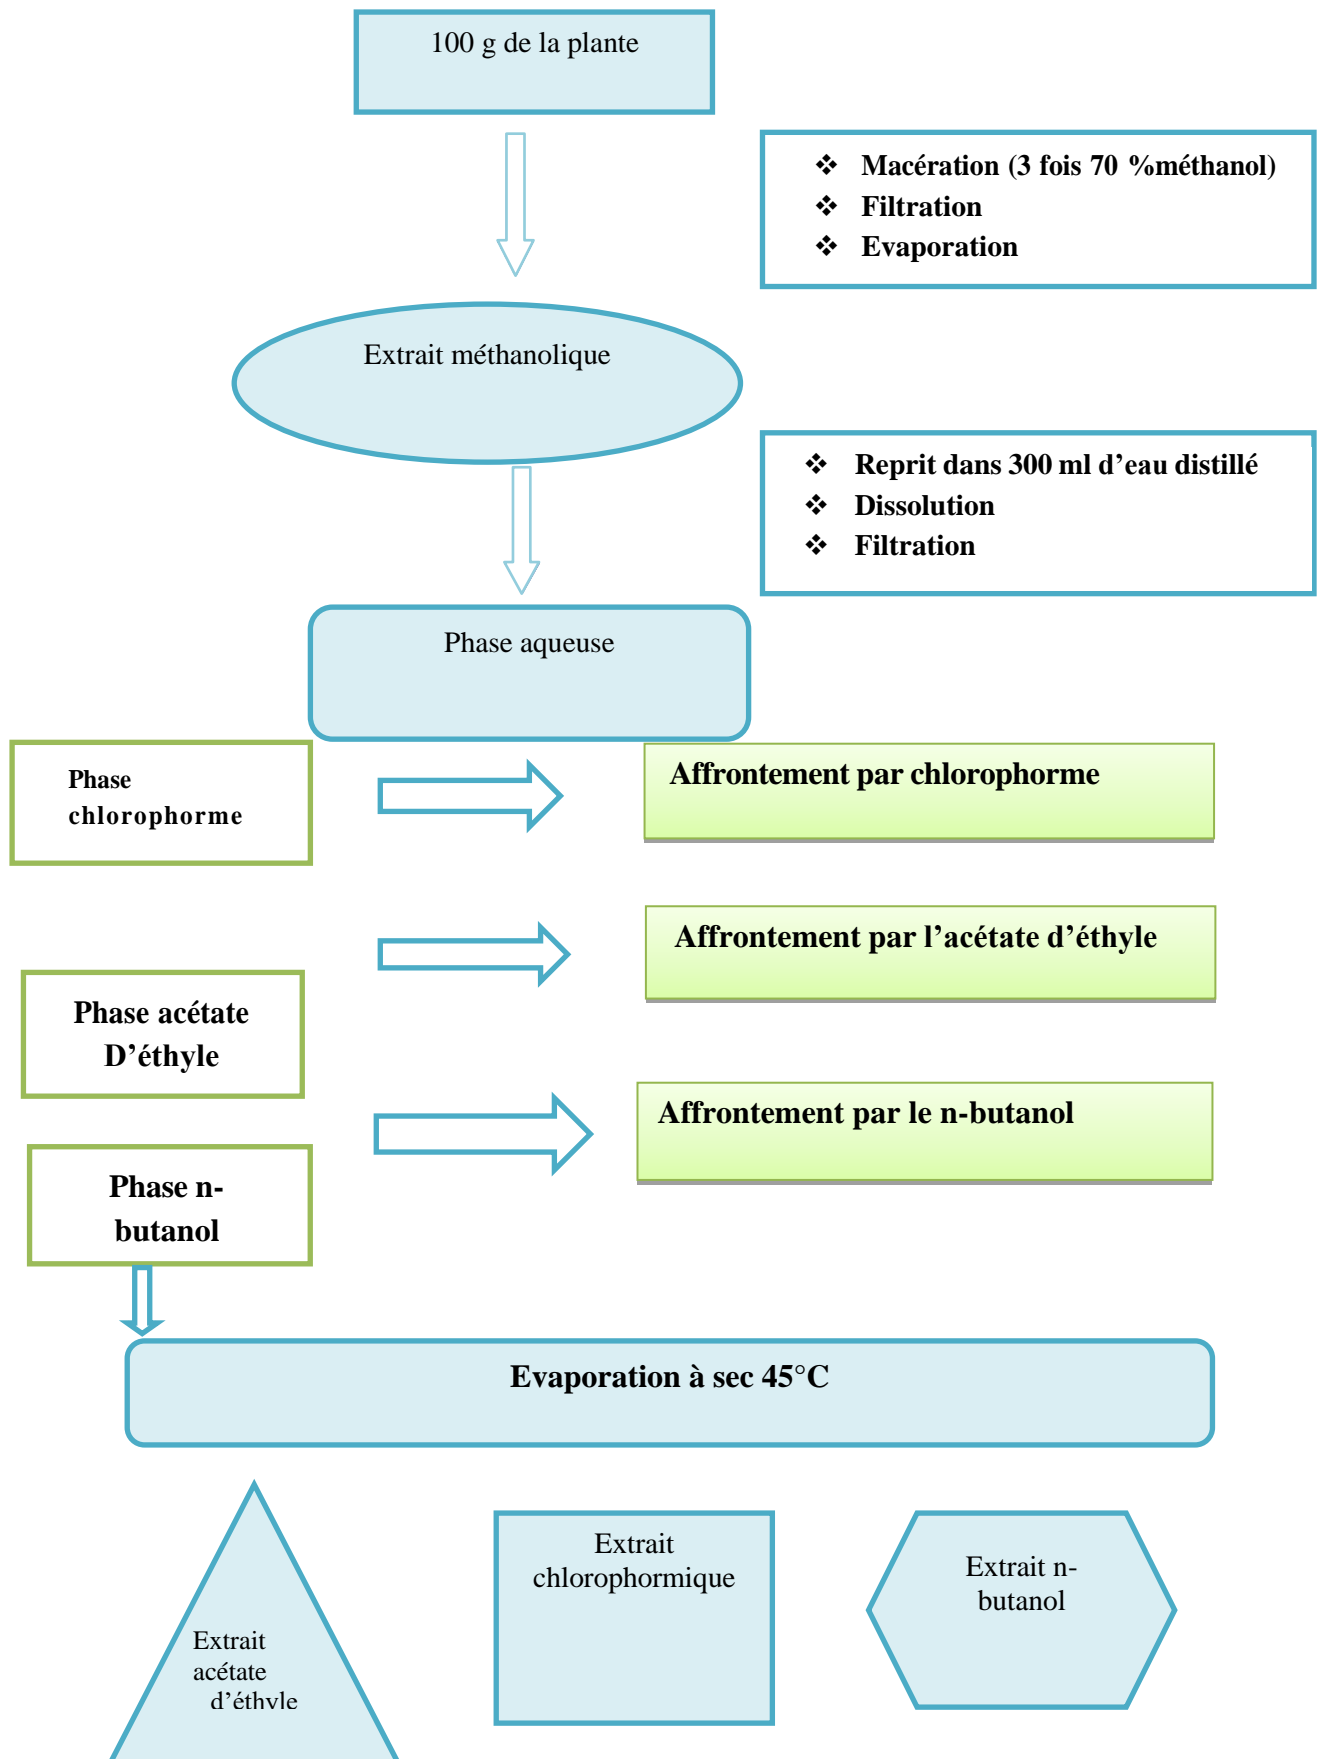 100 g de la plante
❖ Macération (3 fois 70 %méthanol)
❖ Filtration
❖ Evaporation
Extrait méthanolique
❖ Reprit dans 300 ml d’eau distillé
❖ Dissolution
❖ Filtration
Phase aqueuse
Phase
chlorophorme
Affrontement par chlorophorme
Affrontement par l’acétate d’éthyle
Phase acétate
D’éthyle
Affrontement par le n-butanol
Phase n-
butanol
Evaporation à sec 45°C
Extrait
acétate
d’éthyle
Extrait
chlorophormique
Extrait n-
butanol